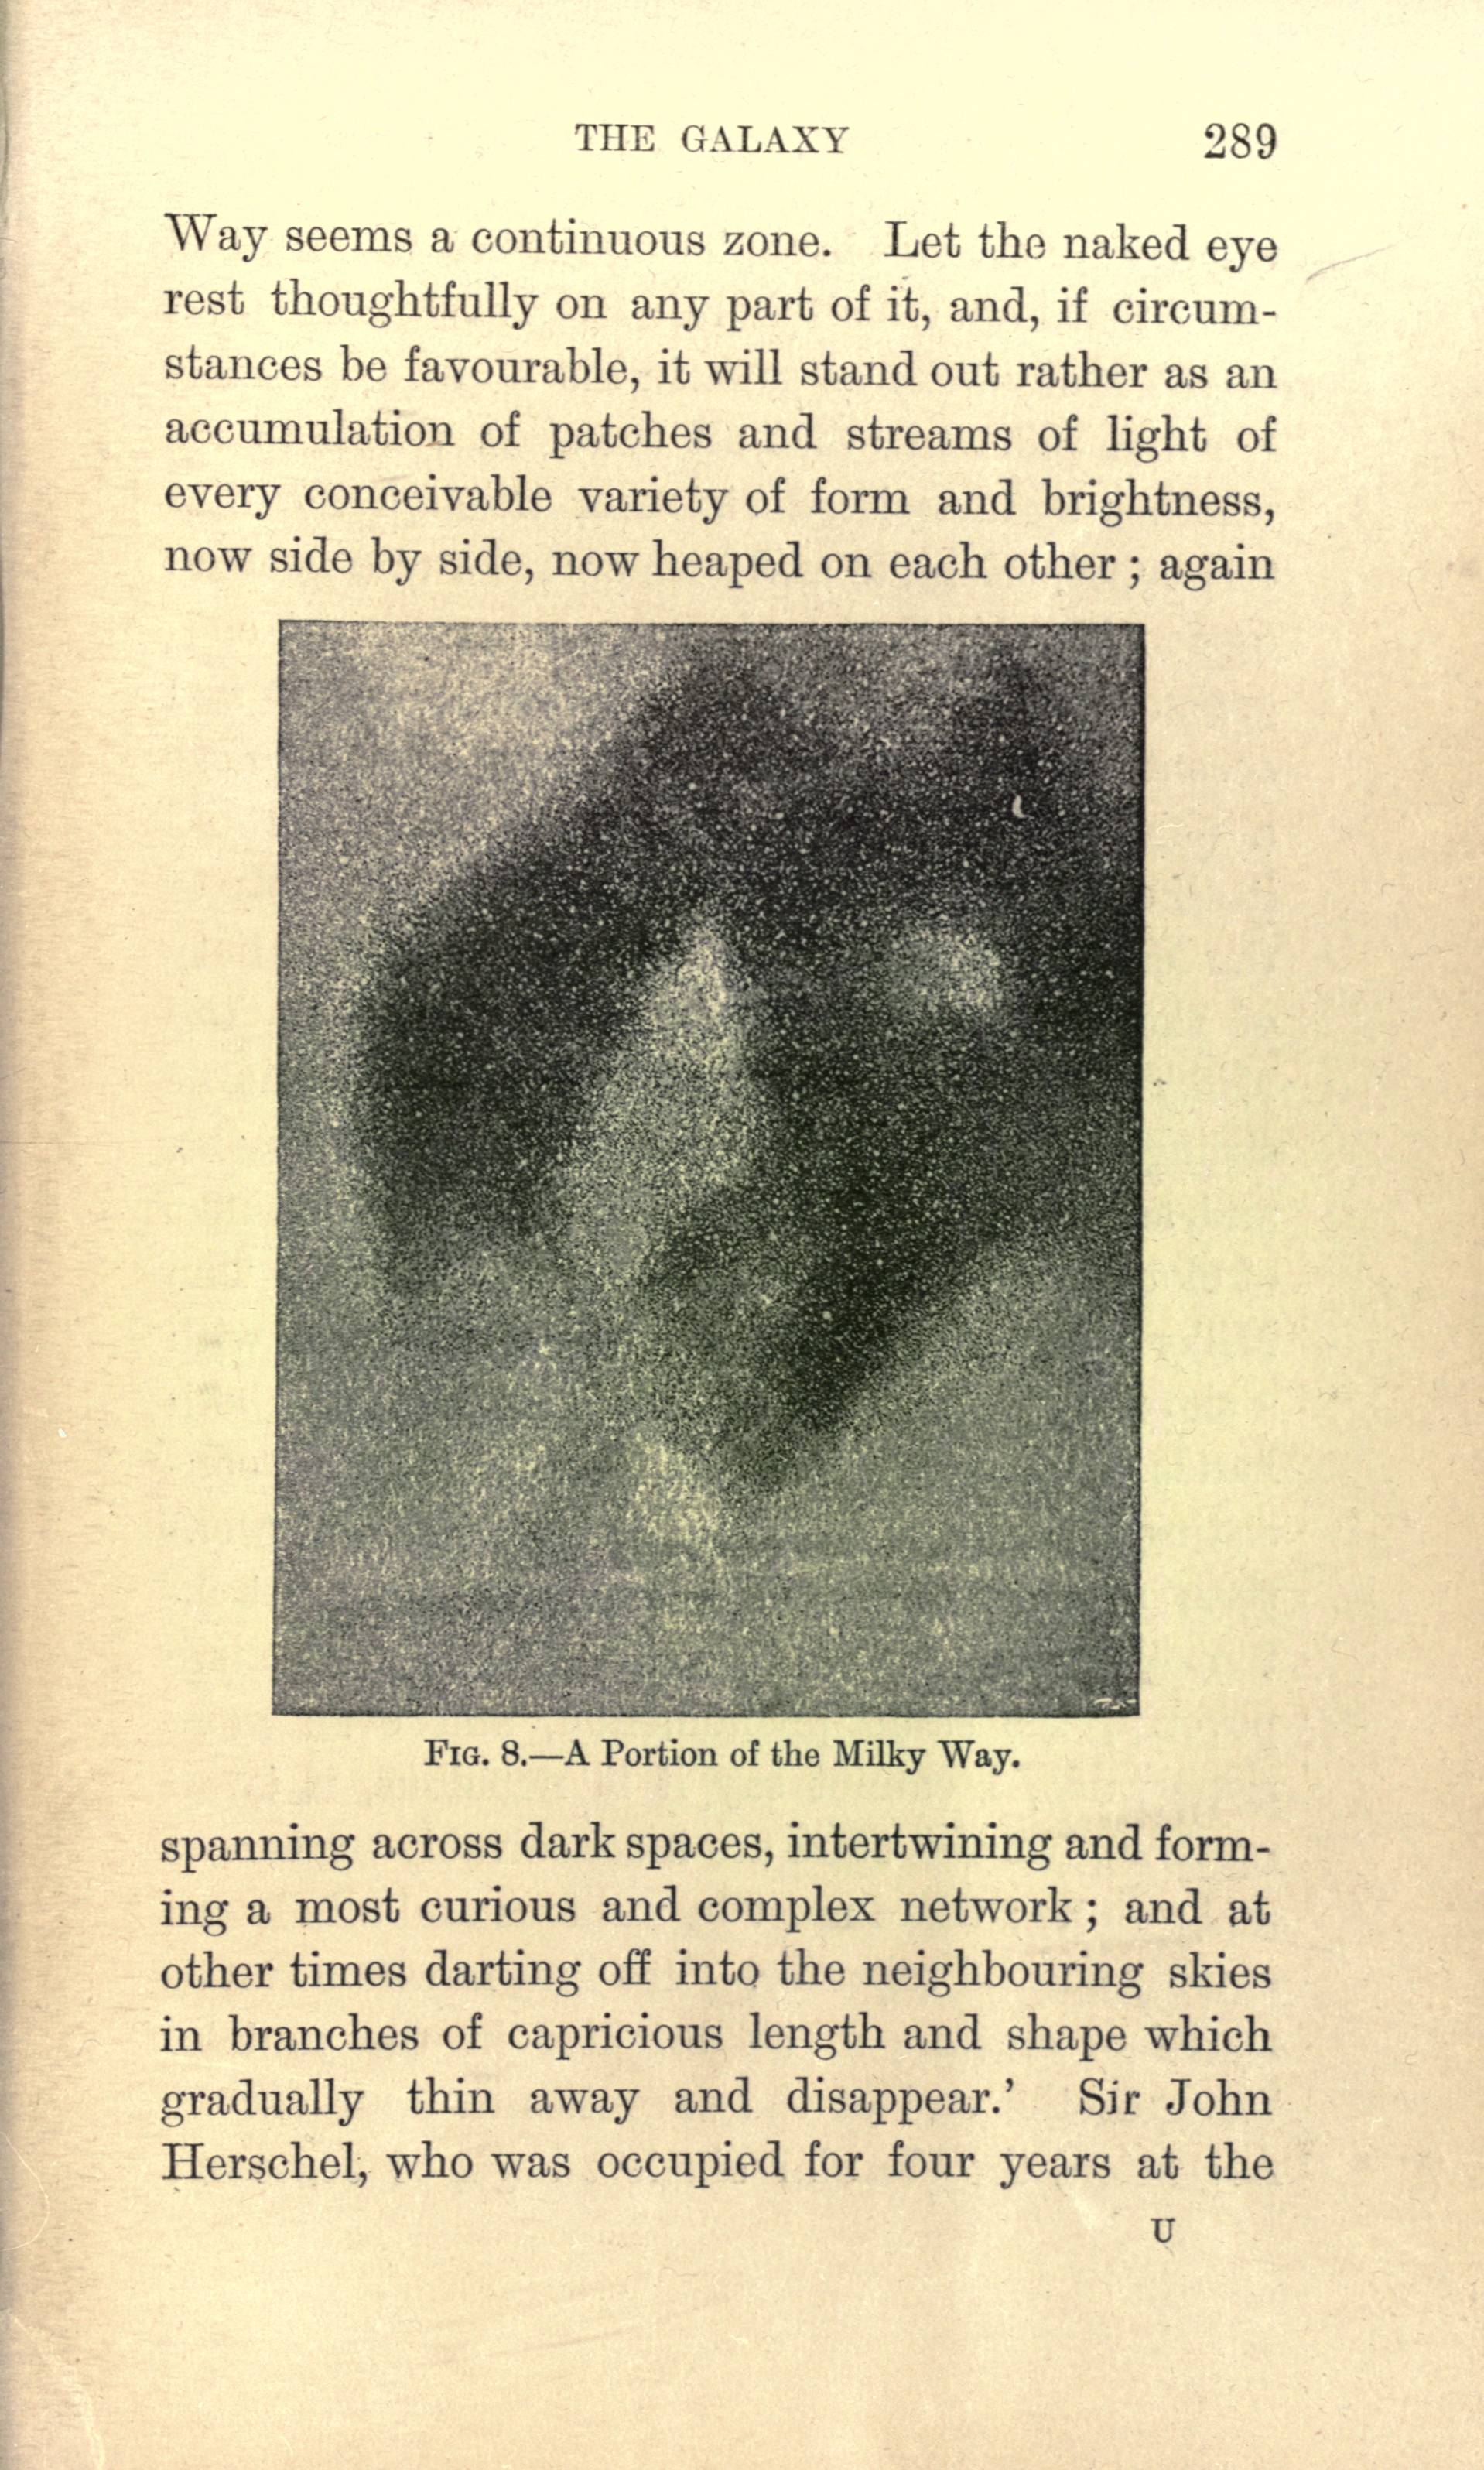 THE GALAXY 289
Way seems a continuous zone. Let the naked eye
rest thoughtfully on any part of it, and, if circum-
stances be favourable, it will stand out rather as an
accumulation of patches and streams of light of
every conceivable variety of form and brightness,
now side by side, now heaped on each other ; again
FIG. 8.—A Portion of the Milky Way.
spanning across dark spaces, intertwining and form-
ing a most curious and complex network ; and at
other times darting off into the neighbouring skies
in branches of capricious length and shape which
gradually thin away and disappear.’ Sir John
Herschel, who was occupied for four years at the
U